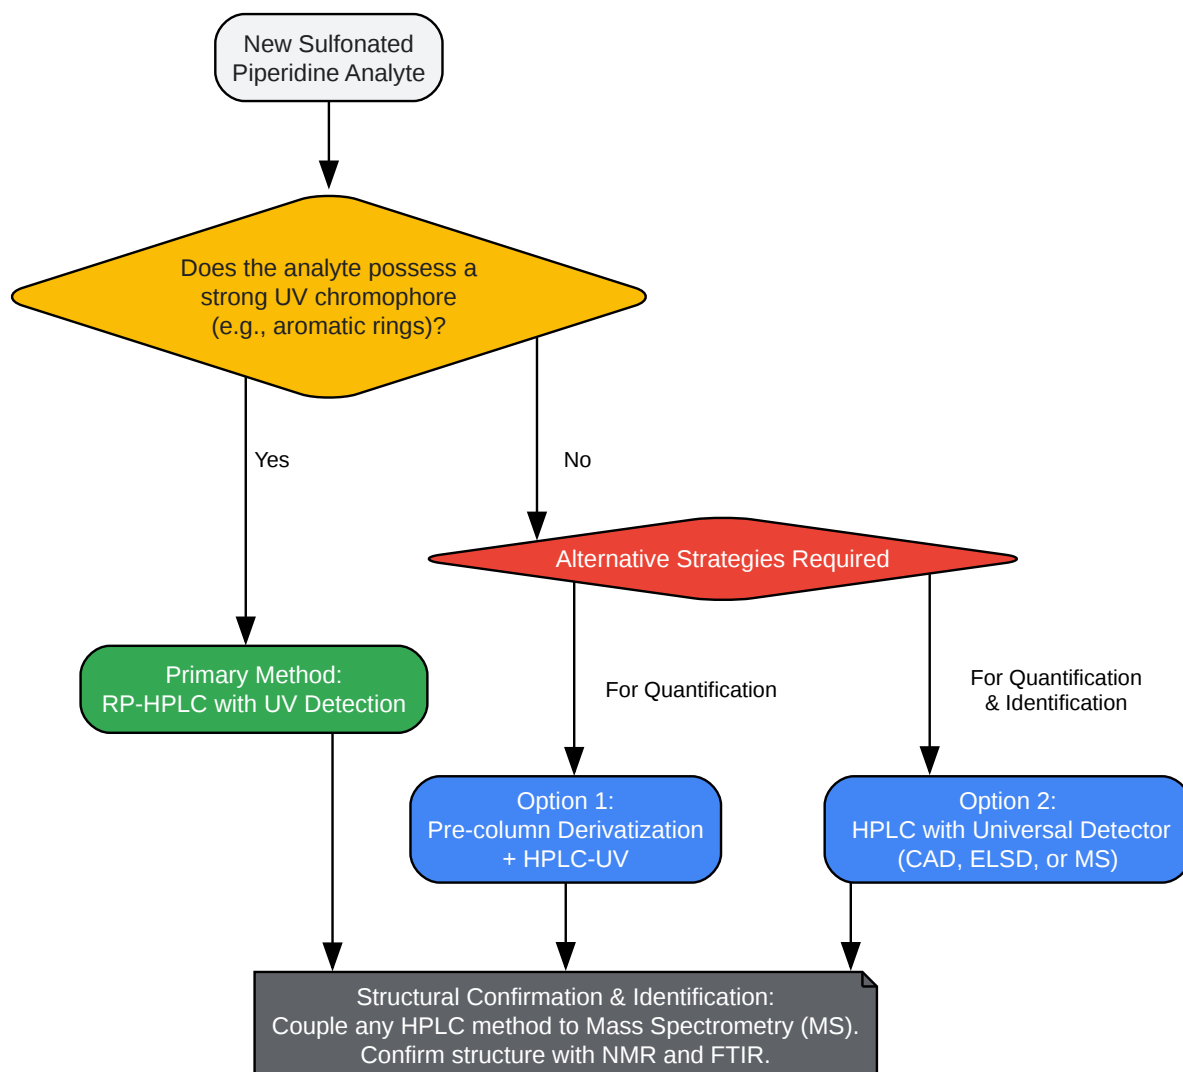 New Sulfonated
Piperidine Analyte
Does the analyte possess a
strong UV chromophore
(e.g., aromatic rings)?
Yes
No
Alternative Strategies Required
Primary Method:
RP-HPLC with UV Detection
For Quantification
For Quantification
& Identification
Option 1:
Pre-column Derivatization
+ HPLC-UV
Option 2:
HPLC with Universal Detector
(CAD, ELSD, or MS)
Structural Confirmation & Identification:
Couple any HPLC method to Mass Spectrometry (MS).
Confirm structure with NMR and FTIR.